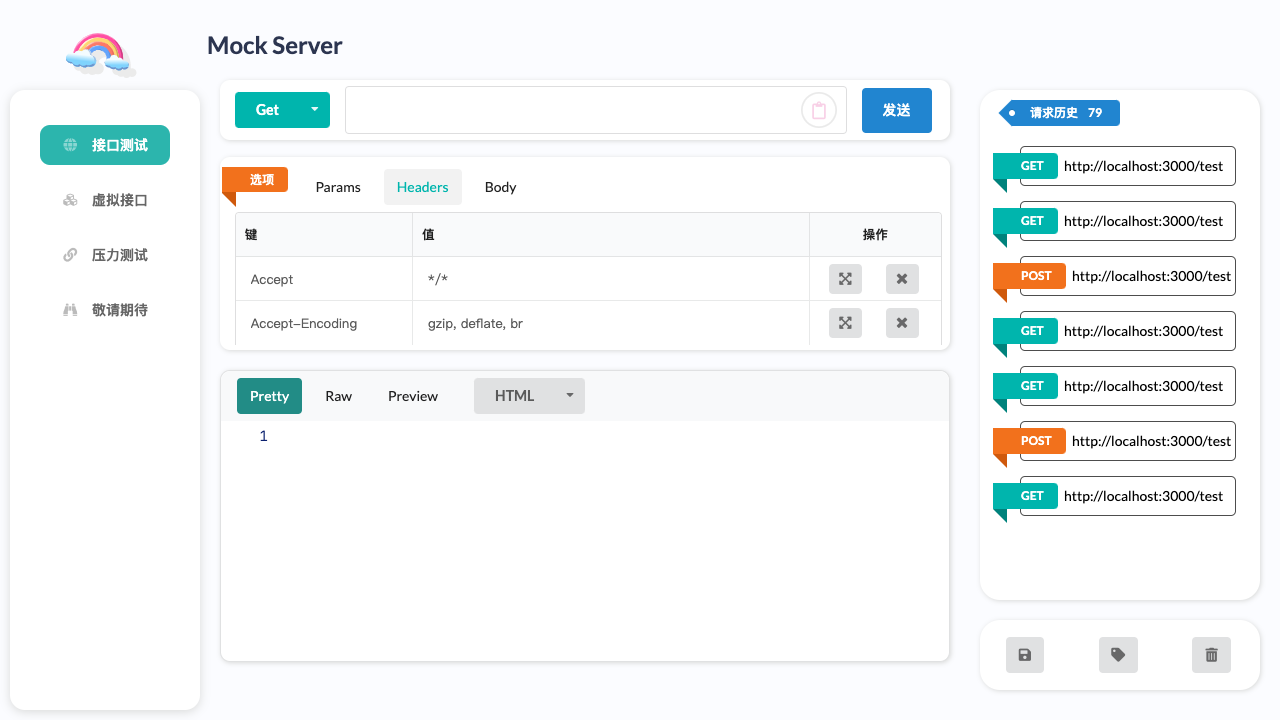 Mock Server
接口测试
虚拟接口
压力测试
敬请期待
Get
发送
选项
Params
Headers
Body
键 值 操作
Accept */*
Accept-Encoding gzip, deflate, br
Pretty
Raw
Preview
HTML
1
请求历史 79
GET http://localhost:3000/test
GET http://localhost:3000/test
POST http://localhost:3000/test
GET http://localhost:3000/test
GET http://localhost:3000/test
POST http://localhost:3000/test
GET http://localhost:3000/test